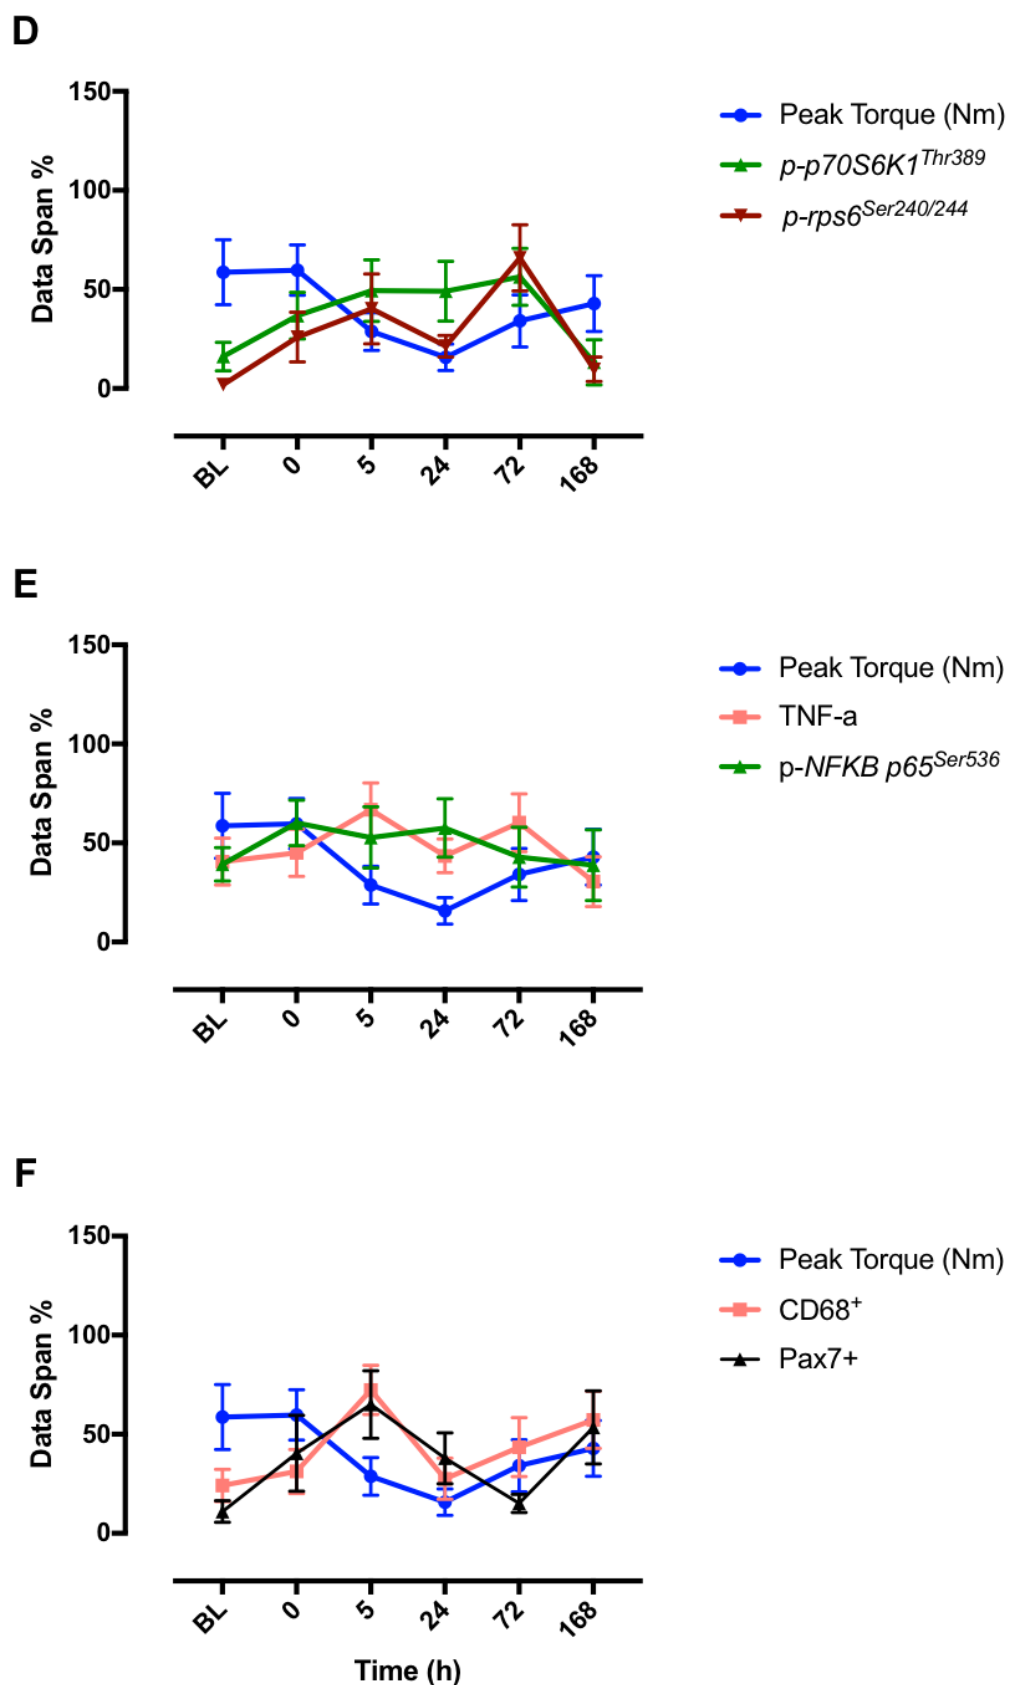 D
150
100
50
0
Data Span %
BL 0 5 24 72 168
Peak Torque (Nm)
p-p70S6K1Thr389
p-rps6Ser240/244
E
150
100
50
0
Data Span %
BL 0 5 24 72 168
Peak Torque (Nm)
TNF-a
p-NFKB p65Ser536
F
150
100
50
0
Data Span %
BL 0 5 24 72 168
Time (h)
Peak Torque (Nm)
CD68+
Pax7+